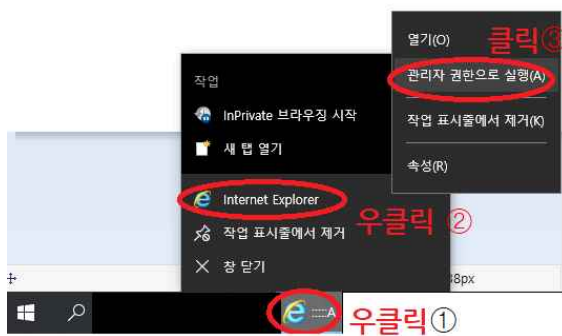 열기(O)
클릭③
관리자 권한으로 실행(A)
작업 표시줄에서 제거(K)
속성(R)
작업
InPrivate 브라우징 시작
새 탭 열기
Internet Explorer
우클릭 ②
작업 표시줄에서 제거
창 닫기
8px
우클릭①